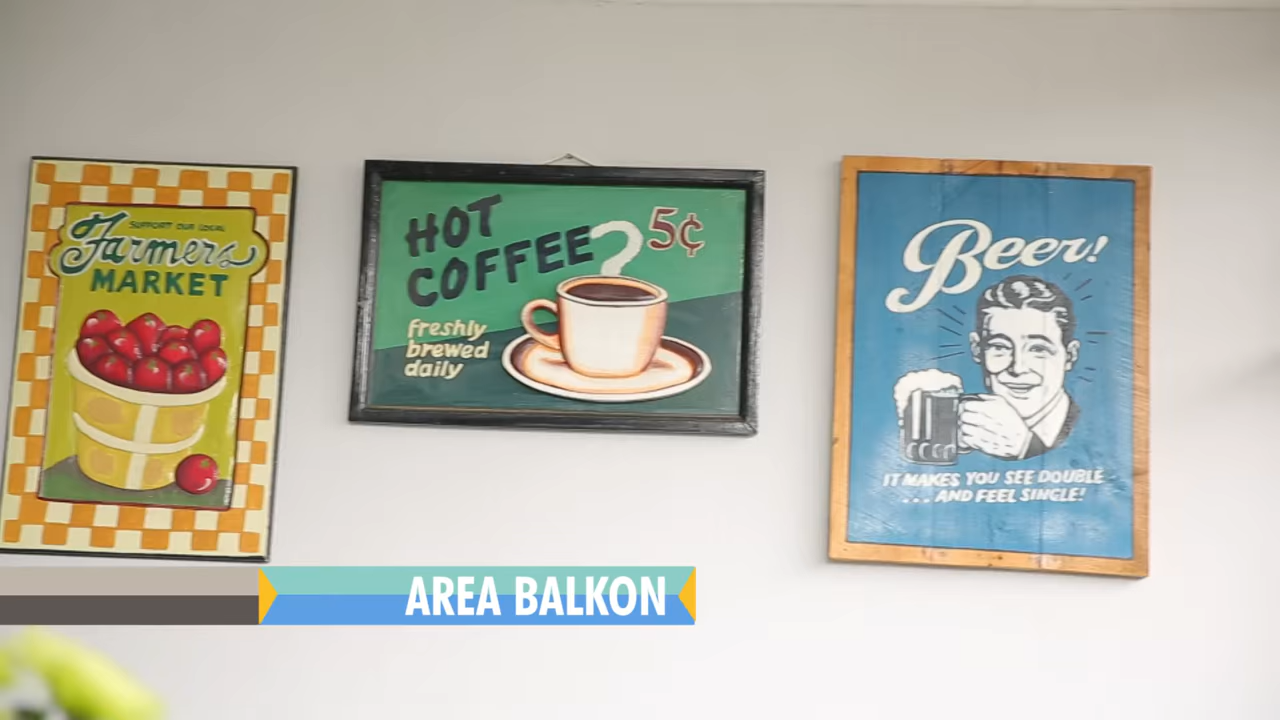 SUPPORT OUR LOCAL
Farmers
MARKET
HOT
COFFEE
5¢
freshly
brewed
daily
Beer!
IT MAKES YOU SEE DOUBLE
...AND FEEL SINGLE!
AREA BALKON